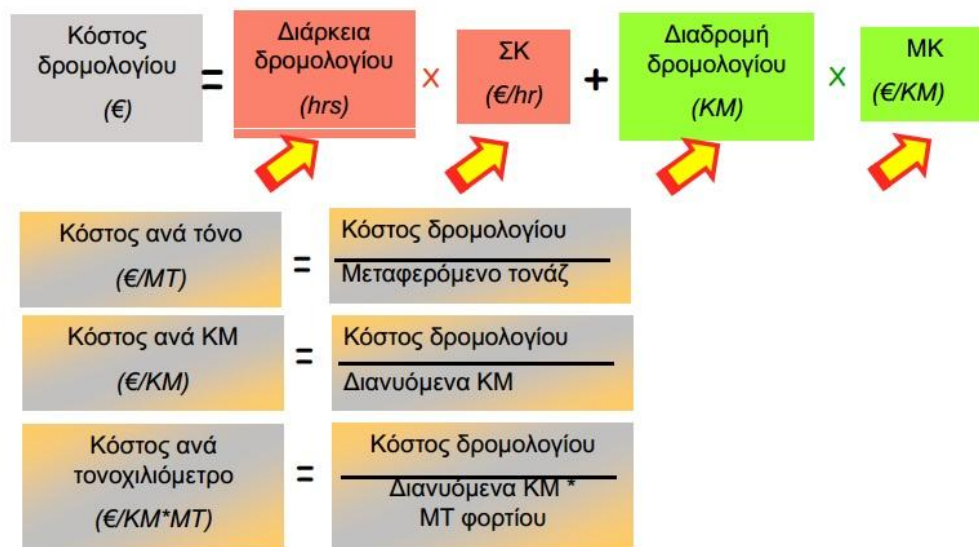 Κόστος δρομολογίου (€) = Διάρκεια δρομολογίου (hrs) x ΣΚ (€/hr) + Διαδρομή δρομολογίου (KM) x ΜΚ (€/KM)
Κόστος ανά τόνο
(€/MT)
=
Κόστος δρομολογίου
Μεταφερόμενο τονάζ
Κόστος ανά ΚΜ
(€/KM)
=
Κόστος δρομολογίου
Διανυόμενα ΚΜ
Κόστος ανά
τονοχιλιόμετρο
(€/KM*MT)
=
Κόστος δρομολογίου
Διανυόμενα ΚΜ *
ΜΤ φορτίου